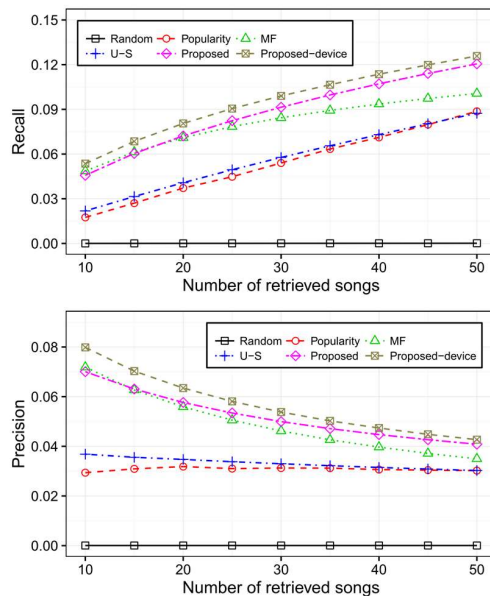 0.15
0.12
0.09
0.06
0.03
0.00
Recall
Random Popularity MF
U−S Proposed Proposed−device
10 20 30 40 50
Number of retrieved songs
0.08
0.06
0.04
0.02
0.00
Precision
Random Popularity MF
U−S Proposed Proposed−device
10 20 30 40 50
Number of retrieved songs